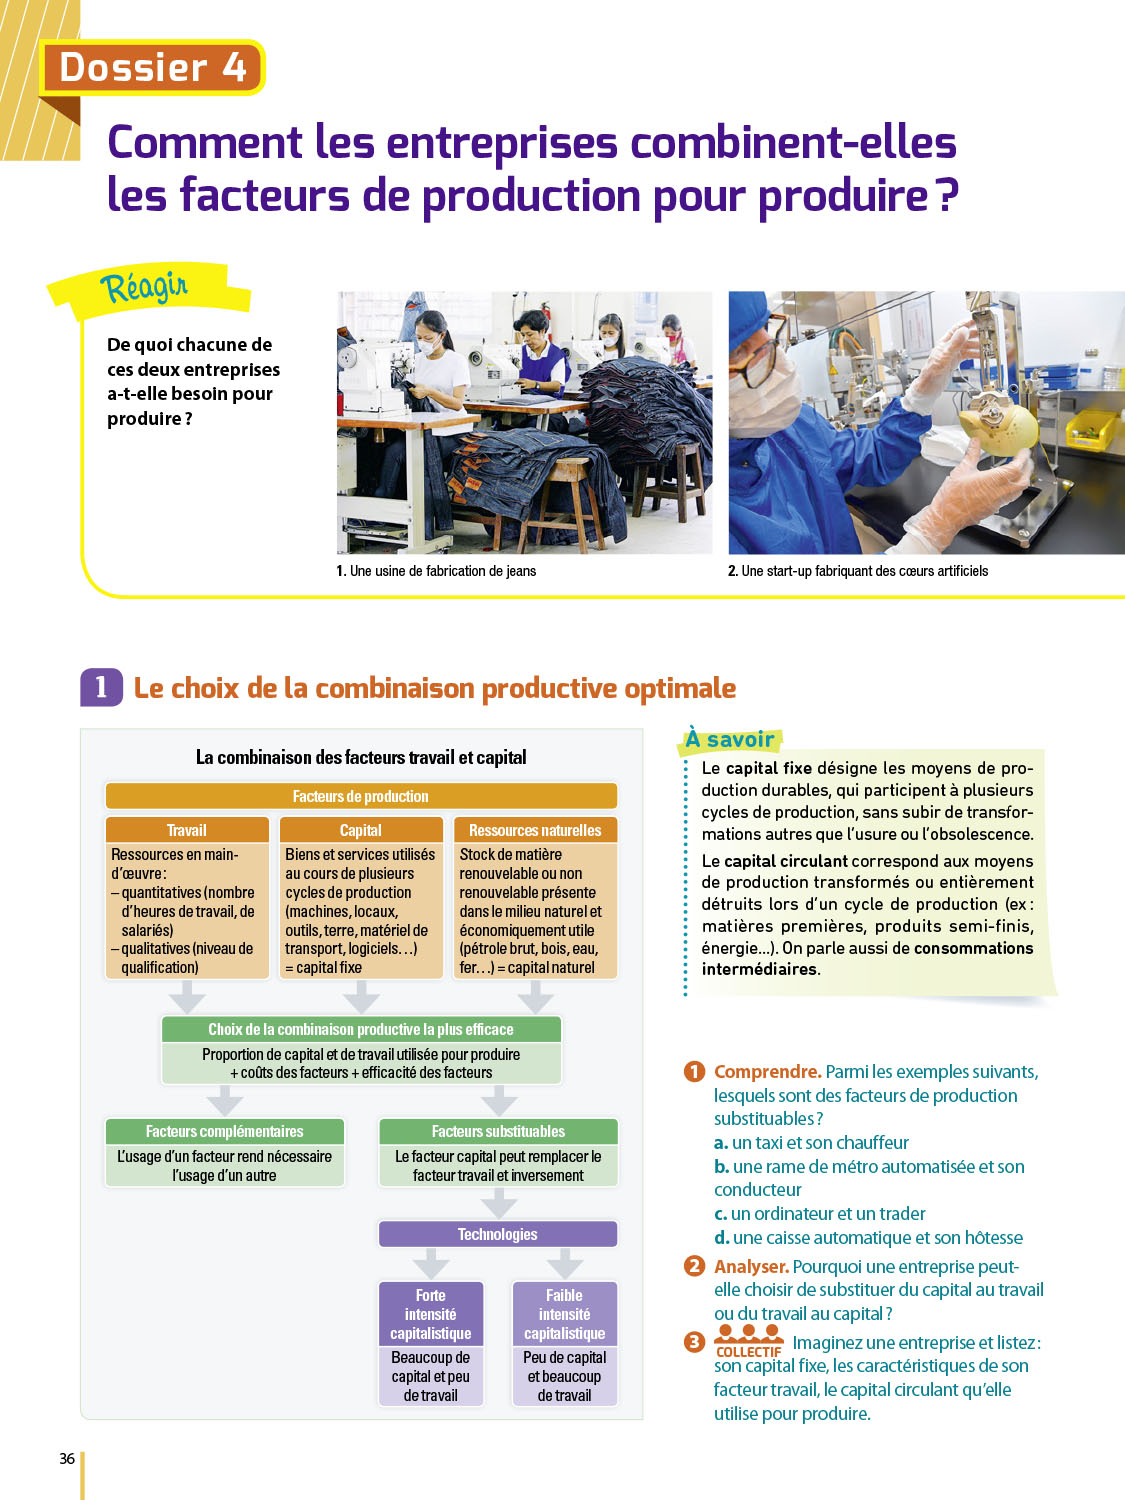 Dossier 4
Comment les entreprises combinent-elles
les facteurs de production pour produire ?
Réagir
De quoi chacune de
ces deux entreprises
a-t-elle besoin pour
produire ?
1. Une usine de fabrication de jeans
2. Une start-up fabriquant des cœurs artificiels
1 Le choix de la combinaison productive optimale
La combinaison des facteurs travail et capital
Facteurs de production
Travail
Ressources en main-
d'œuvre :
– quantitatives (nombre
d'heures de travail, de
salariés)
– qualitatives (niveau de
qualification)
Capital
Biens et services utilisés
au cours de plusieurs
cycles de production
(machines, locaux,
outils, terre, matériel de
transport, logiciels…)
= capital fixe
Ressources naturelles
Stock de matière
renouvelable ou non
renouvelable présente
dans le milieu naturel et
économiquement utile
(pétrole brut, bois, eau,
fer…) = capital naturel
Choix de la combinaison productive la plus efficace
Proportion de capital et de travail utilisée pour produire
+ coûts des facteurs + efficacité des facteurs
Facteurs complémentaires
L'usage d'un facteur rend nécessaire
l'usage d'un autre
Facteurs substituables
Le facteur capital peut remplacer le
facteur travail et inversement
Technologies
Forte
intensité
capitalistique
Beaucoup de
capital et peu
de travail
Faible
intensité
capitalistique
Peu de capital
et beaucoup
de travail
À savoir
Le capital fixe désigne les moyens de pro-
duction durables, qui participent à plusieurs
cycles de production, sans subir de transfor-
mations autres que l'usure ou l'obsolescence.
Le capital circulant correspond aux moyens
de production transformés ou entièrement
détruits lors d'un cycle de production (ex :
matières premières, produits semi-finis,
énergie...). On parle aussi de consommations
intermédiaires.
1 Comprendre. Parmi les exemples suivants,
lesquels sont des facteurs de production
substituables ?
a. un taxi et son chauffeur
b. une rame de métro automatisée et son
conducteur
c. un ordinateur et un trader
d. une caisse automatique et son hôtesse
2 Analyser. Pourquoi une entreprise peut-
elle choisir de substituer du capital au travail
ou du travail au capital ?
3 COLLECTIF Imaginez une entreprise et listez :
son capital fixe, les caractéristiques de son
facteur travail, le capital circulant qu'elle
utilise pour produire.
36